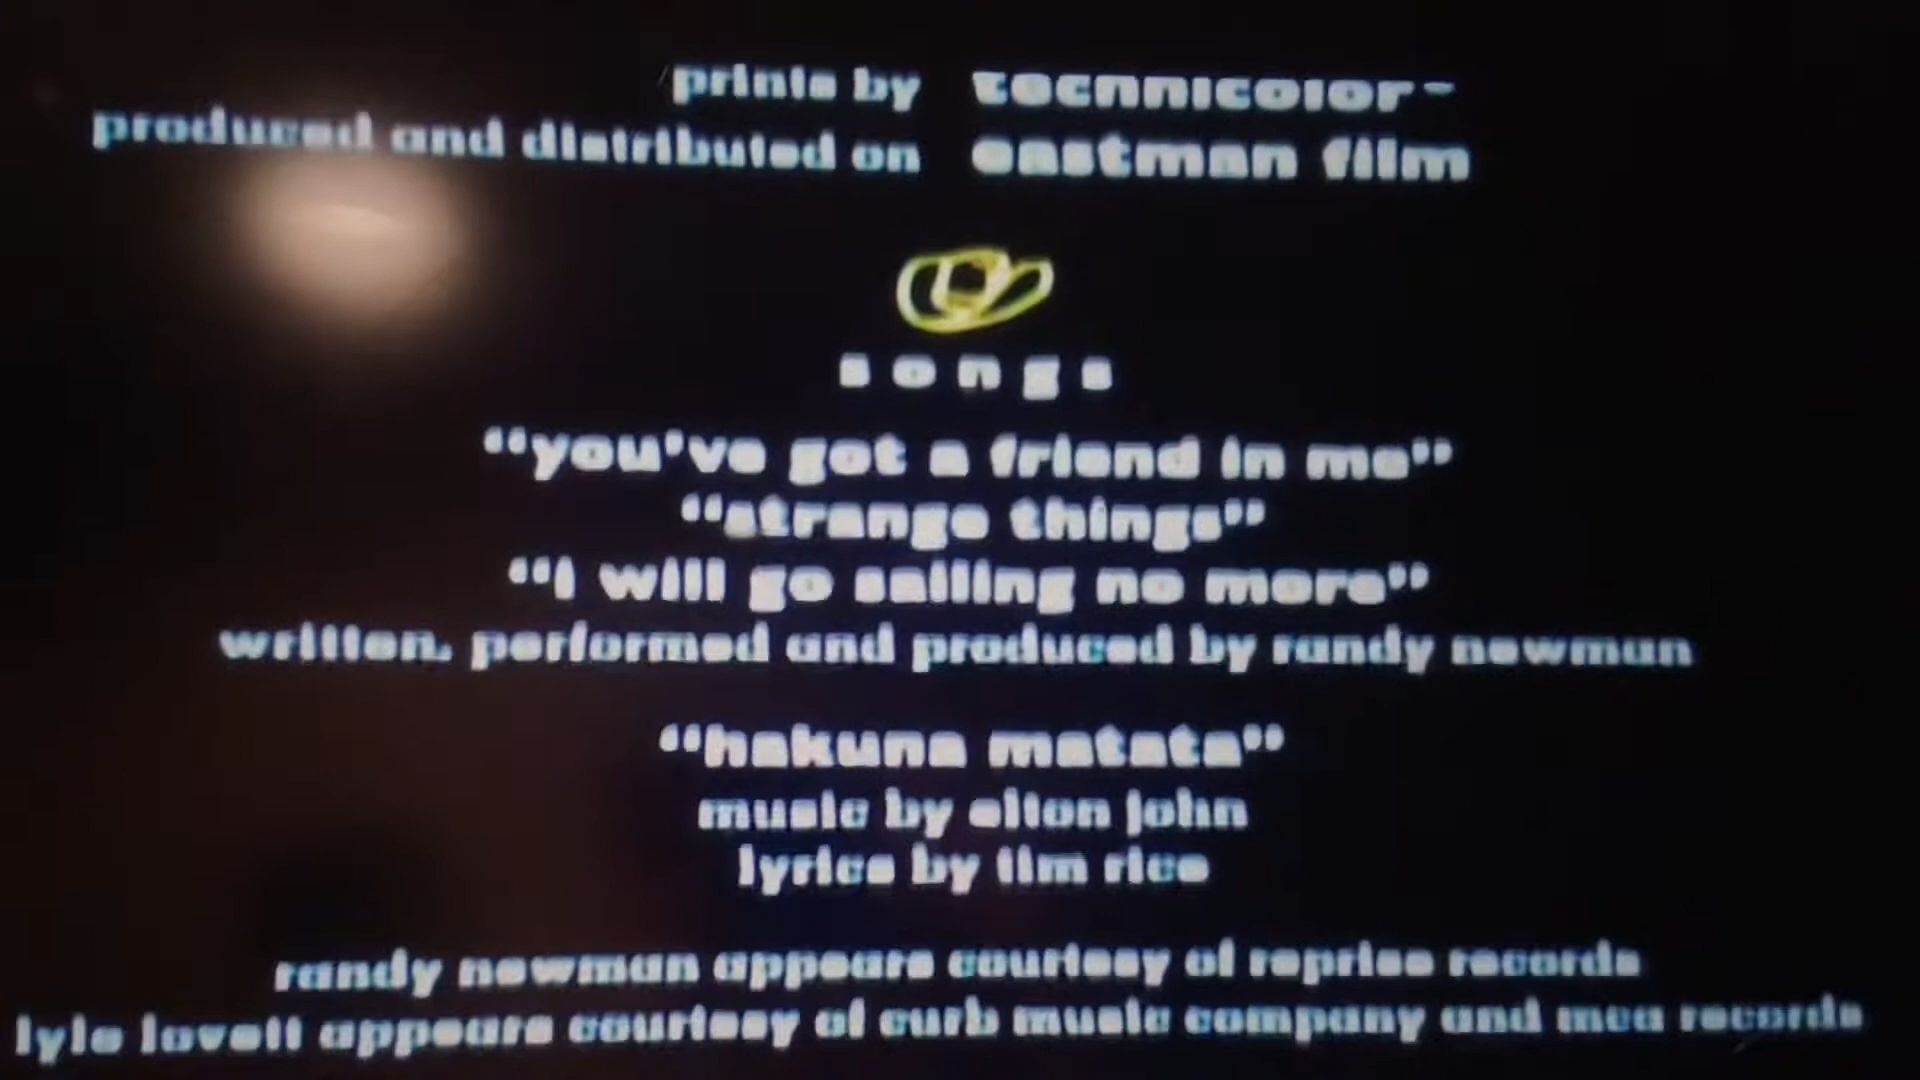 prints by technicolor
produced and distributed on eastman film
songs
“you've got a friend in me”
“strange things”
“i will go sailing no more”
written, performed and produced by randy newman
“hakuna matata”
music by elton john
lyrics by tim rice
randy newman appears courtesy of reprise records
lyle lovett appears courtesy of curb music company and mca records